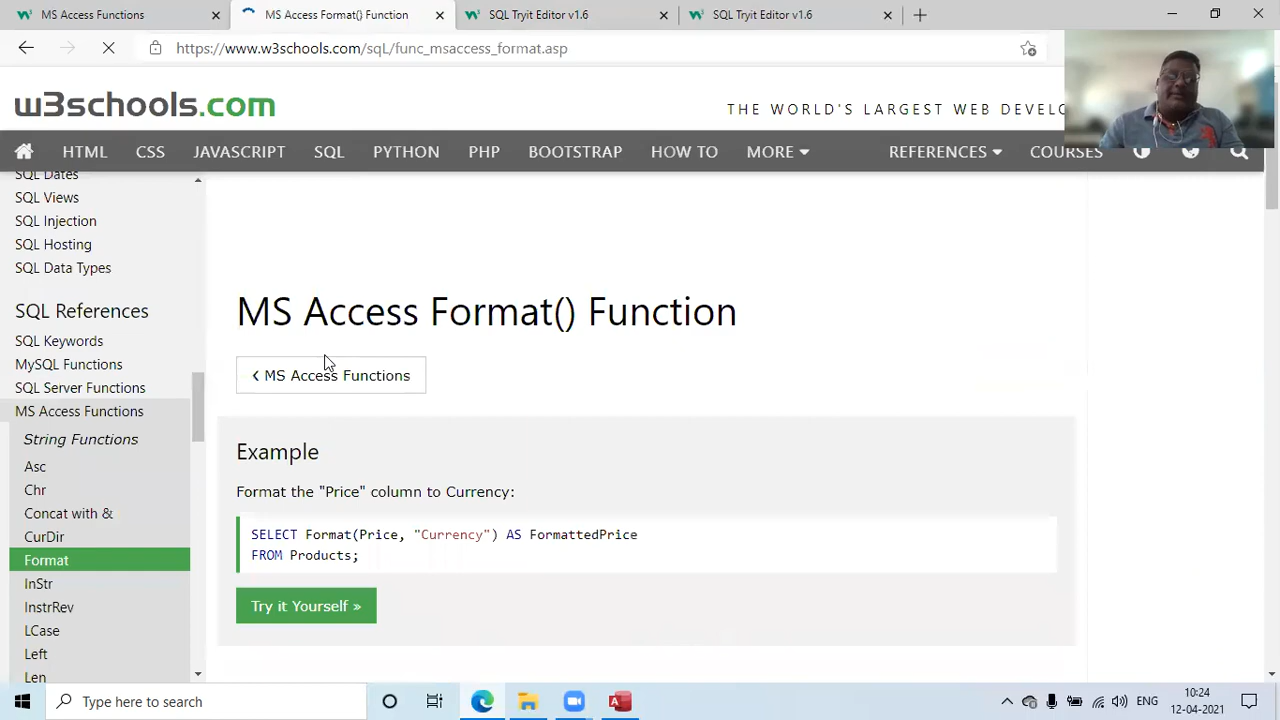 MS Access Functions
MS Access Format() Function
SQL Tryit Editor v1.6
SQL Tryit Editor v1.6
https://www.w3schools.com/sqL/func_msaccess_format.asp
w3schools.com
THE WORLD'S LARGEST WEB DEVELO
HTML
CSS
JAVASCRIPT
SQL
PYTHON
PHP
BOOTSTRAP
HOW TO
MORE
REFERENCES
COURSES
SQL Dates
SQL Views
SQL Injection
SQL Hosting
SQL Data Types
SQL References
SQL Keywords
MySQL Functions
SQL Server Functions
MS Access Functions
String Functions
Asc
Chr
Concat with &
CurDir
Format
InStr
InstrRev
LCase
Left
Len
MS Access Format() Function
‹ MS Access Functions
Example
Format the "Price" column to Currency:
SELECT Format(Price, "Currency") AS FormattedPrice
FROM Products;
Try it Yourself »
Type here to search
ENG
10:24
12-04-2021